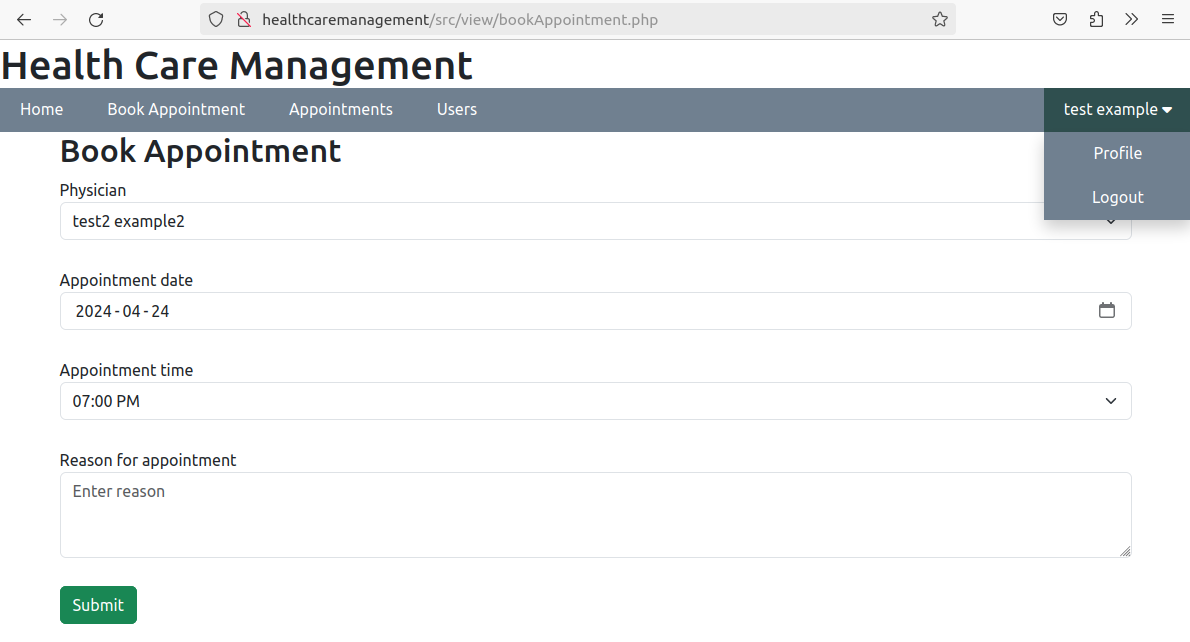 healthcaremanagement/src/view/bookAppointment.php
Health Care Management
Home Book Appointment Appointments Users test example
Profile
Logout
Book Appointment
Physician
test2 example2
Appointment date
2024-04-24
Appointment time
07:00 PM
Reason for appointment
Enter reason
Submit